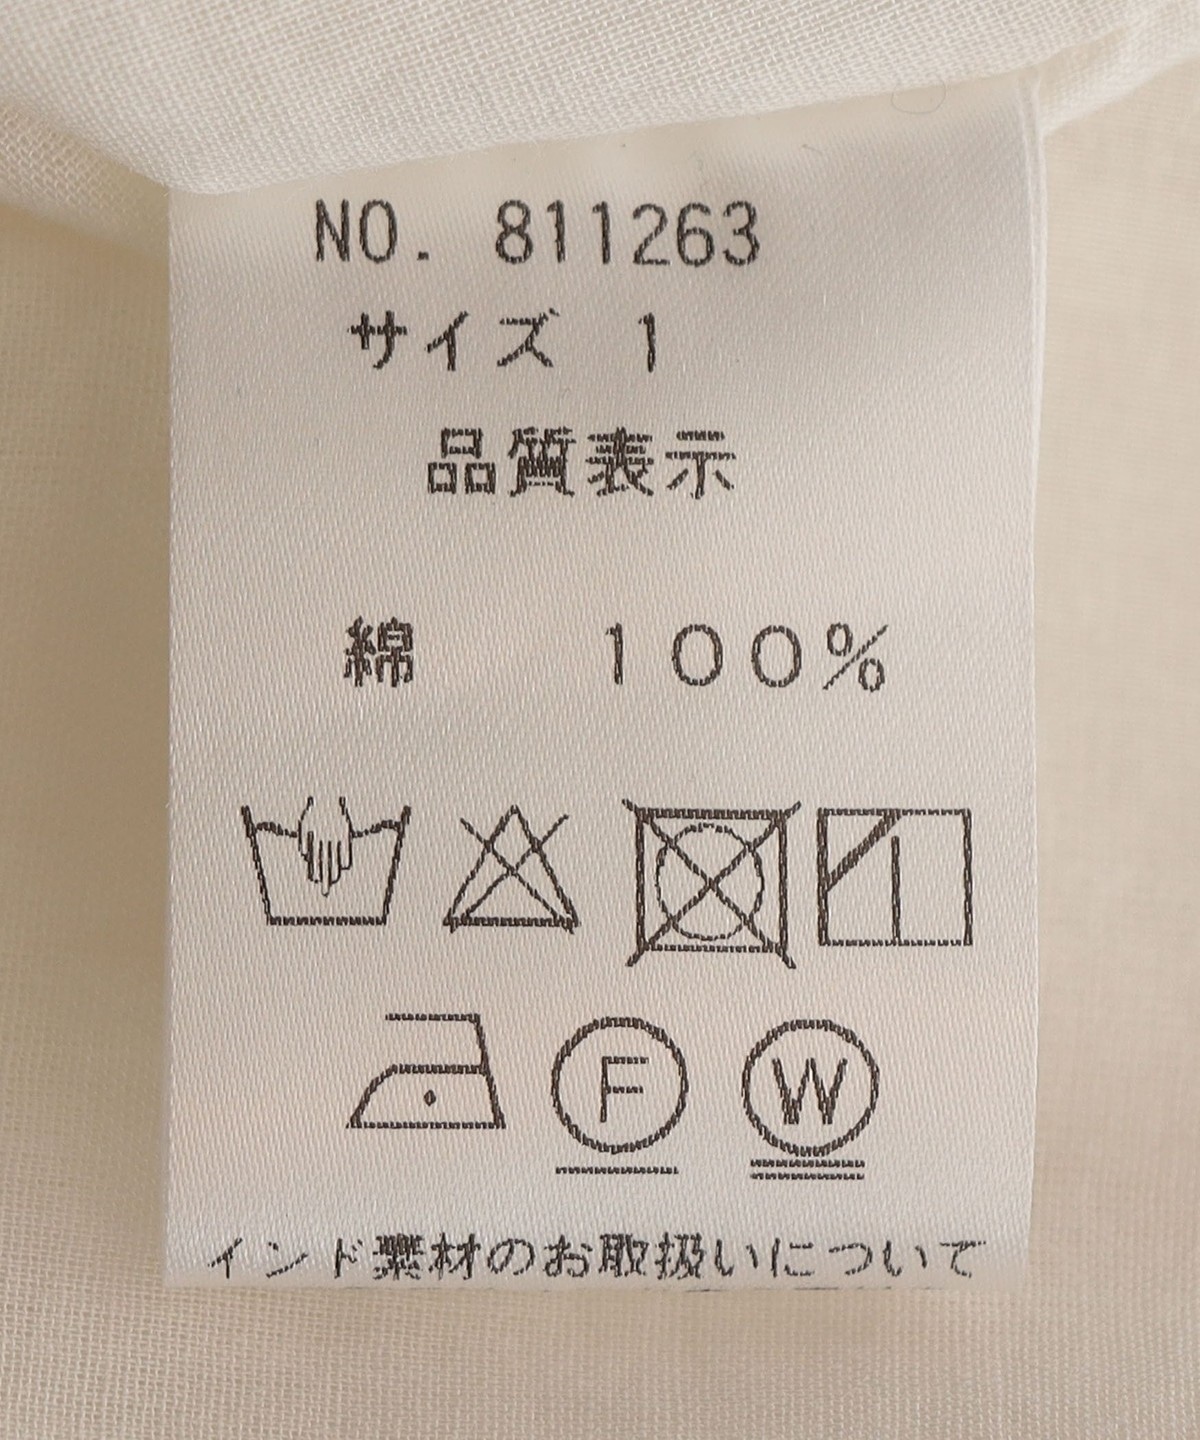 NO. 811263
サイズ 1
品質表示
綿 100%
F W
インド素材のお取扱いについて